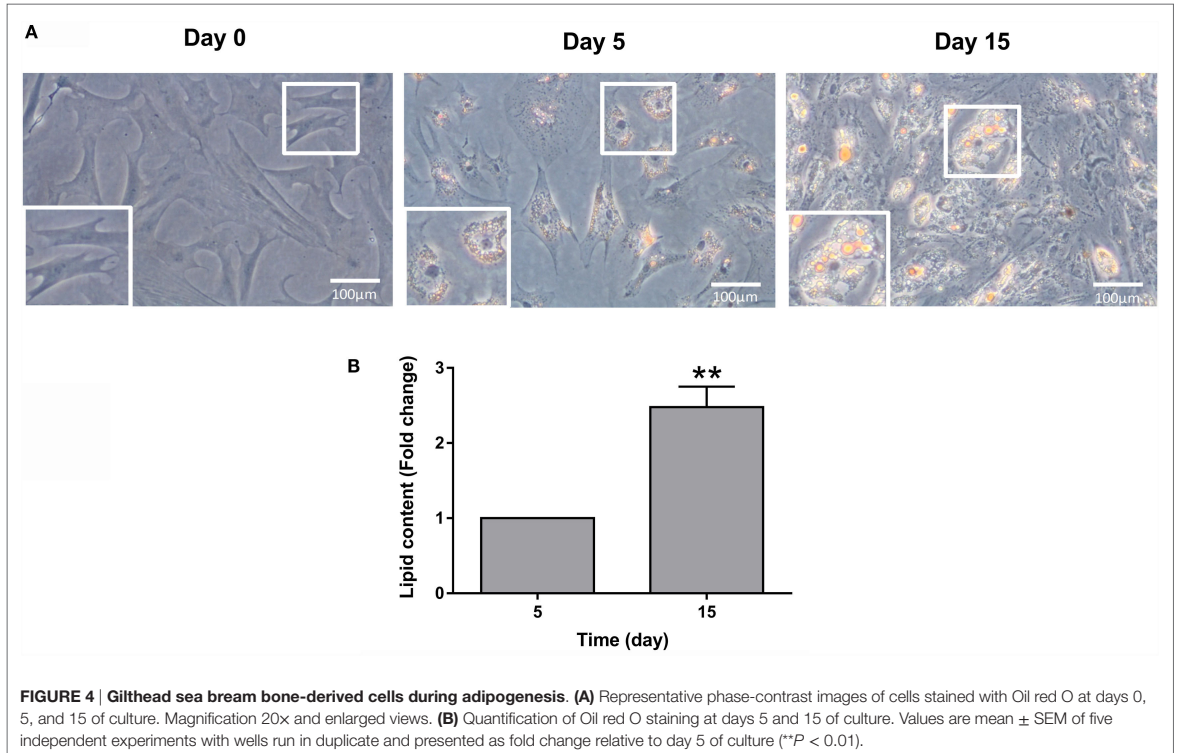 A
Day 0
Day 5
Day 15
100µm
100µm
100µm
B
Lipid content (Fold change)
3
2
1
0
**
5
15
Time (day)
FIGURE 4 | Gilthead sea bream bone-derived cells during adipogenesis. (A) Representative phase-contrast images of cells stained with Oil red O at days 0,
5, and 15 of culture. Magnification 20× and enlarged views. (B) Quantification of Oil red O staining at days 5 and 15 of culture. Values are mean ± SEM of five
independent experiments with wells run in duplicate and presented as fold change relative to day 5 of culture (**P < 0.01).